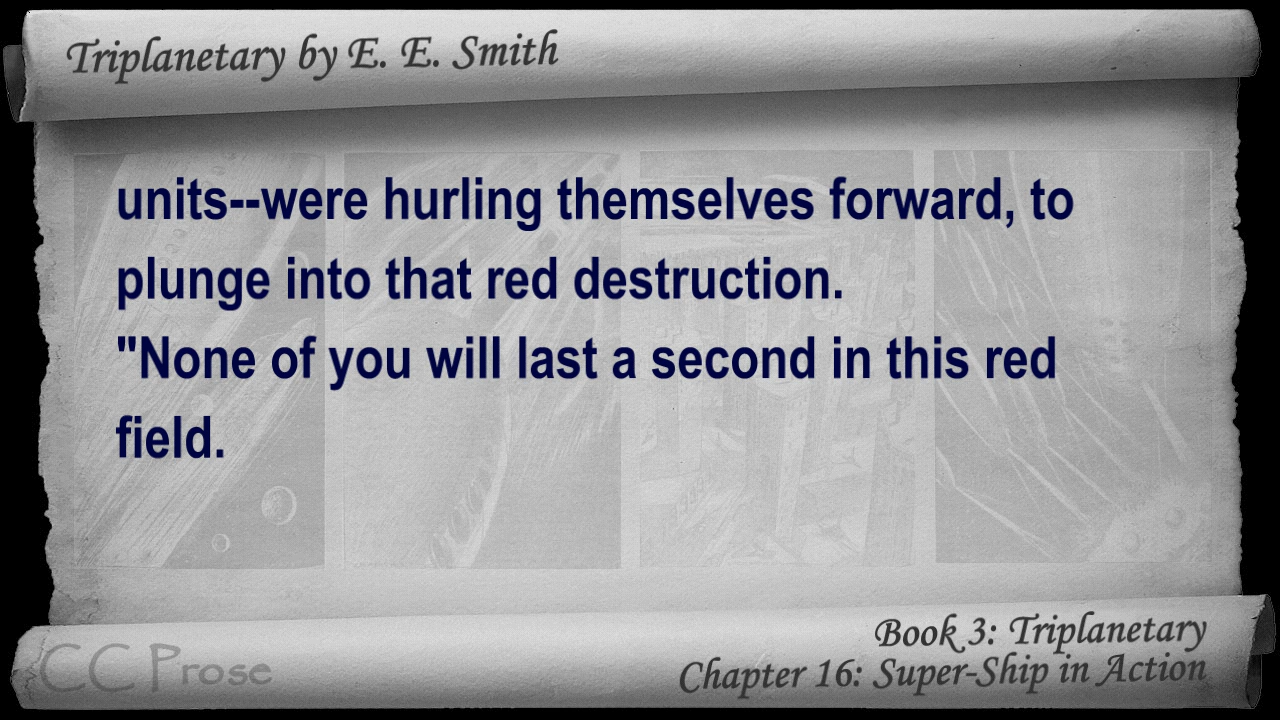 Triplanetary by E. E. Smith
units--were hurling themselves forward, to
plunge into that red destruction.
"None of you will last a second in this red
field.
Book 3: Triplanetary
Chapter 16: Super-Ship in Action
CC Prose